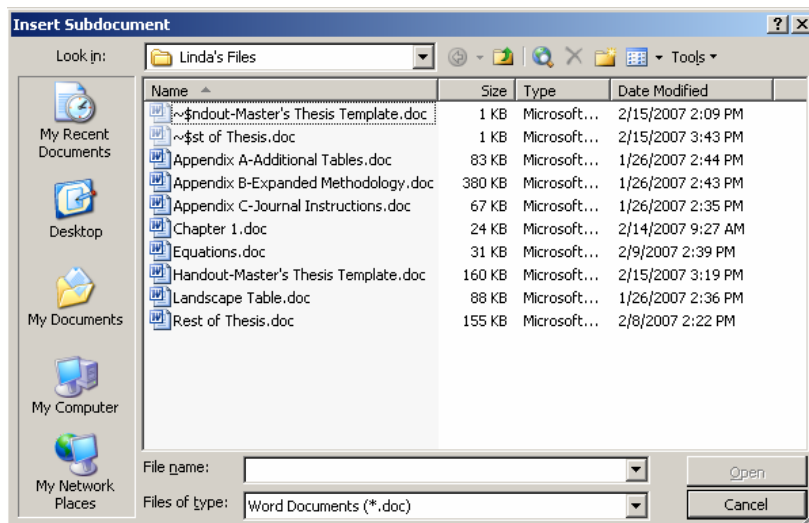 Insert Subdocument
Look in: Linda's Files Tools
Name Size Type Date Modified
~$ndout-Master's Thesis Template.doc 1 KB Microsoft... 2/15/2007 2:09 PM
~$st of Thesis.doc 1 KB Microsoft... 2/15/2007 3:43 PM
Appendix A-Additional Tables.doc 83 KB Microsoft... 1/26/2007 2:44 PM
Appendix B-Expanded Methodology.doc 380 KB Microsoft... 1/26/2007 2:43 PM
Appendix C-Journal Instructions.doc 67 KB Microsoft... 1/26/2007 2:35 PM
Chapter 1.doc 24 KB Microsoft... 2/14/2007 9:27 AM
Equations.doc 31 KB Microsoft... 2/9/2007 2:39 PM
Handout-Master's Thesis Template.doc 160 KB Microsoft... 2/15/2007 3:19 PM
Landscape Table.doc 88 KB Microsoft... 1/26/2007 2:36 PM
Rest of Thesis.doc 155 KB Microsoft... 2/8/2007 2:22 PM
My Recent
Documents
Desktop
My Documents
My Computer
My Network
Places
File name: Open
Files of type: Word Documents (*.doc) Cancel